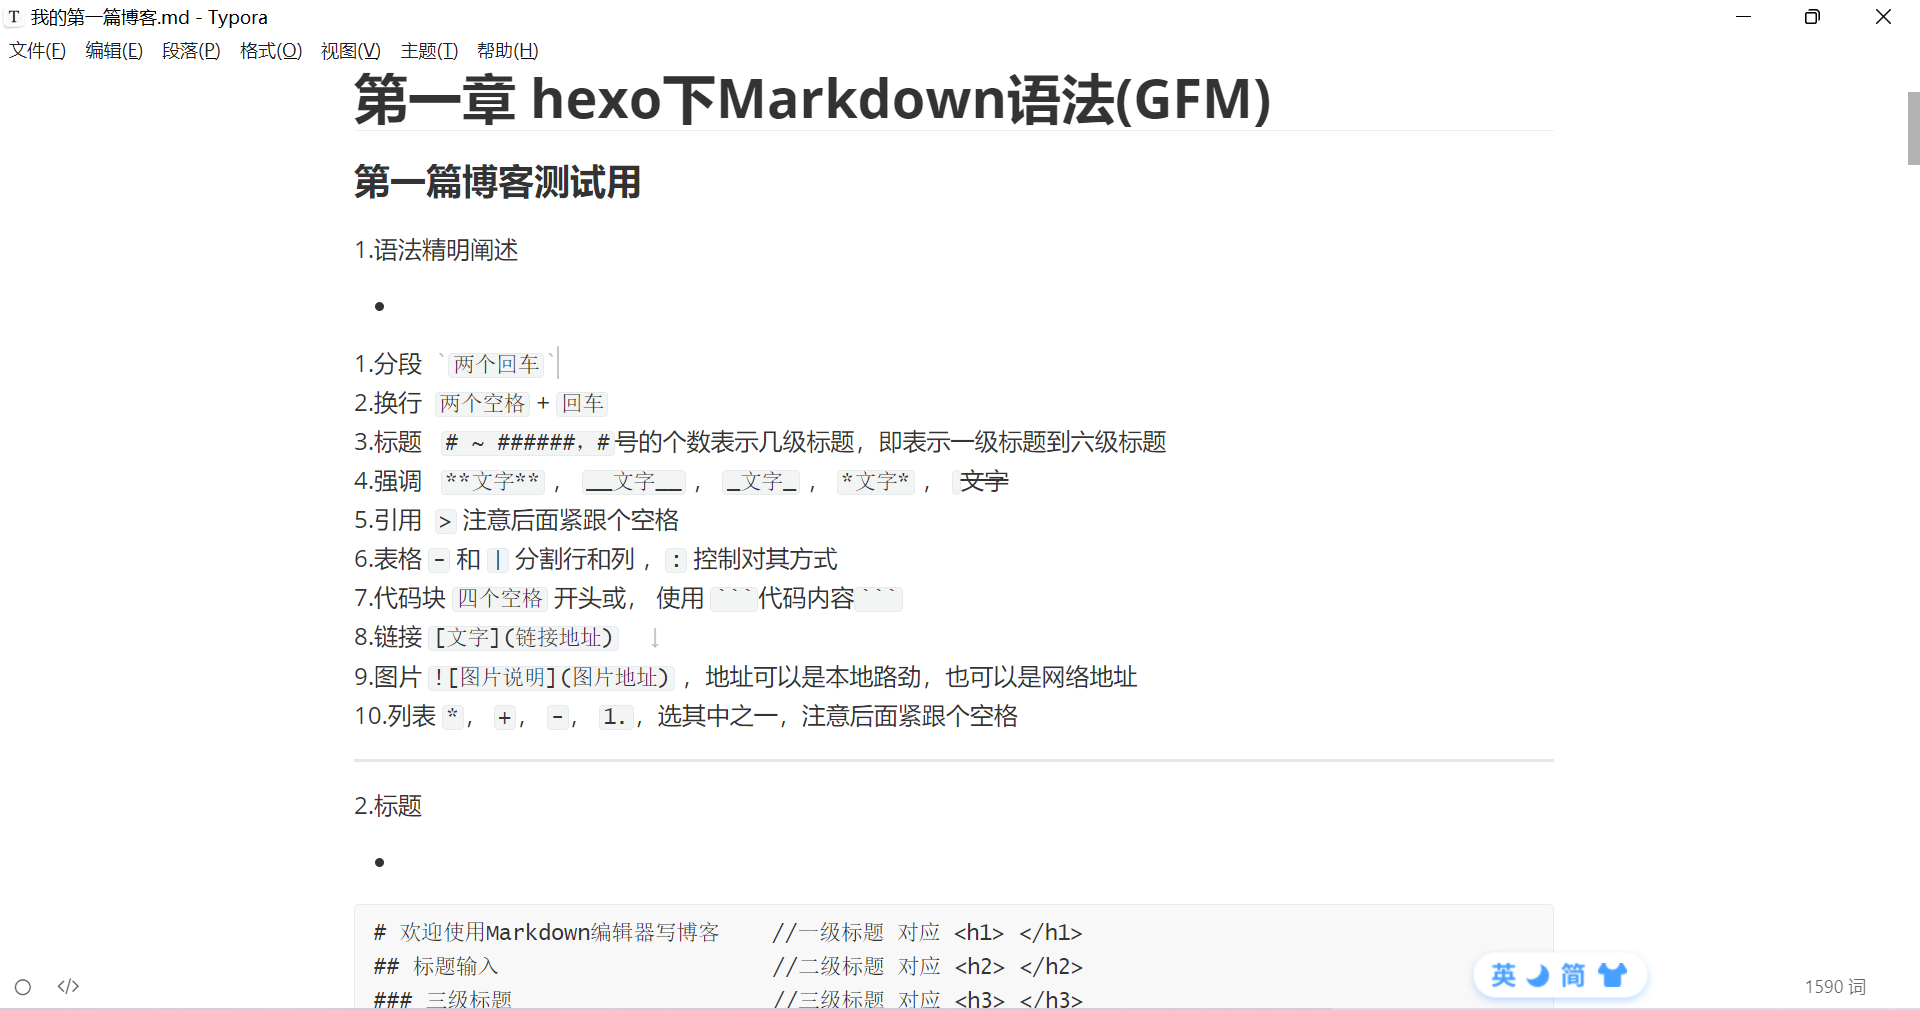 T 我的第一篇博客.md - Typora
文件(F) 编辑(E) 段落(P) 格式(O) 视图(V) 主题(T) 帮助(H)
第一章 hexo下Markdown语法(GFM)
第一篇博客测试用
1.语法精明阐述
1.分段 `两个回车`
2.换行 两个空格 + 回车
3.标题 # ~ ######，# 号的个数表示几级标题，即表示一级标题到六级标题
4.强调 **文字** ， __文字__ ， _文字_ ， *文字* ， 文字
5.引用 > 注意后面紧跟个空格
6.表格 - 和 | 分割行和列 ， : 控制对其方式
7.代码块 四个空格 开头或， 使用 ```代码内容```
8.链接 [文字](链接地址) ↓
9.图片 ![图片说明](图片地址) ，地址可以是本地路劲，也可以是网络地址
10.列表 * ， + ， - ， 1. ，选其中之一，注意后面紧跟个空格
2.标题
# 欢迎使用Markdown编辑器写博客 //一级标题 对应 <h1> </h1>
## 标题输入 //二级标题 对应 <h2> </h2>
### 三级标题 //三级标题 对应 <h3> </h3>
英 简
</> 1590 词